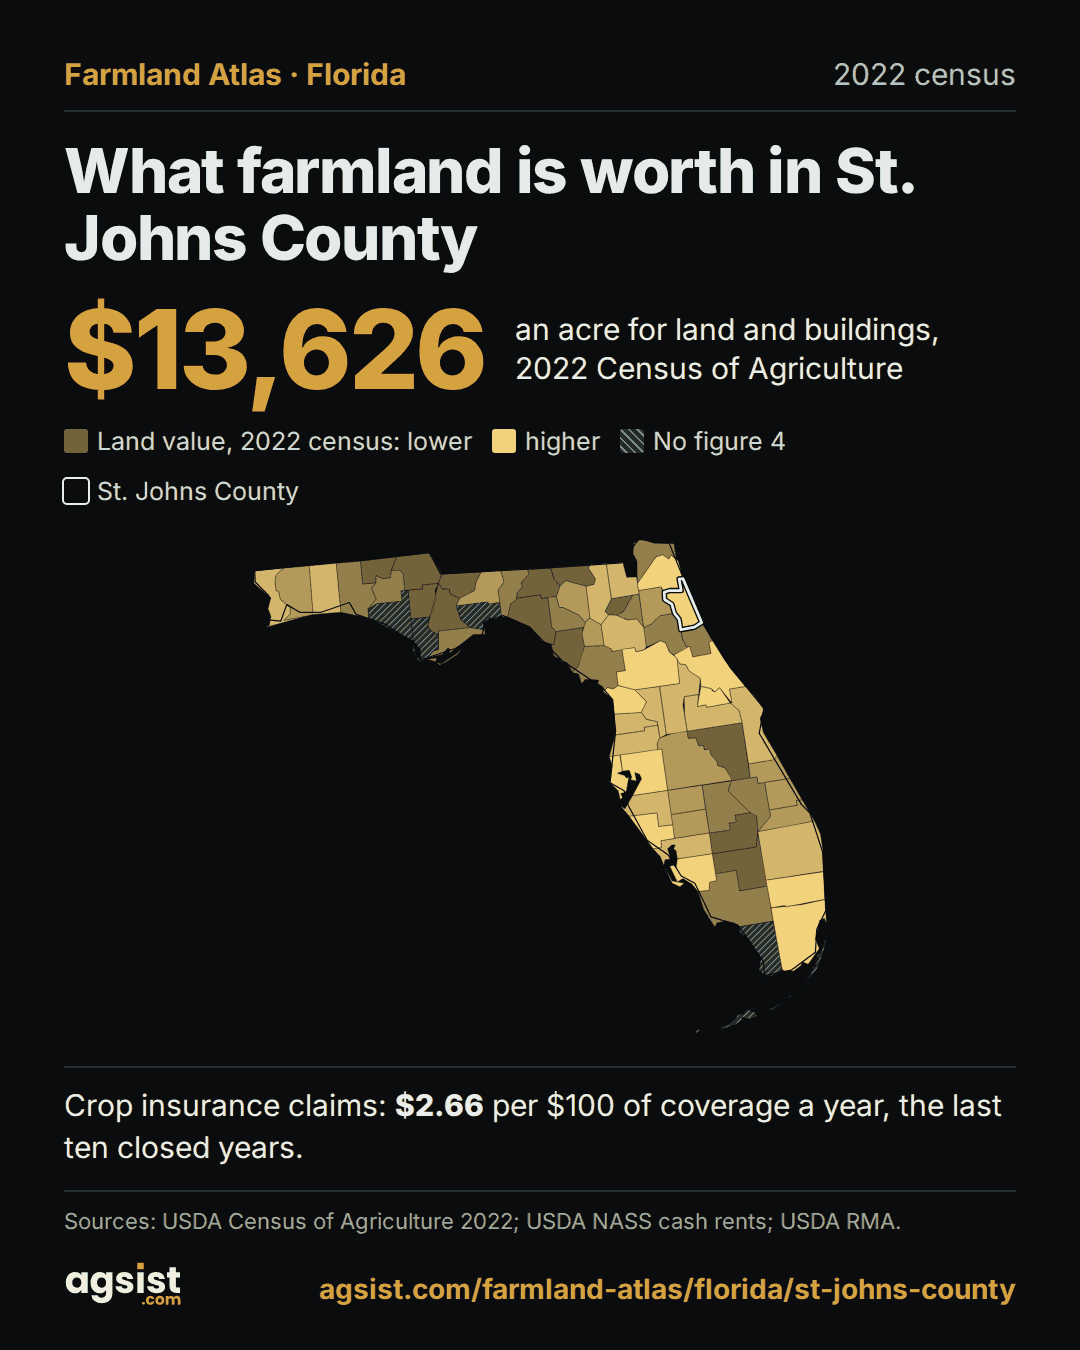 Farmland Atlas · Florida
2022 census
What farmland is worth in St.
Johns County
$13,626
an acre for land and buildings,
2022 Census of Agriculture
Land value, 2022 census: lower
higher
No figure 4
St. Johns County
Crop insurance claims: $2.66 per $100 of coverage a year, the last
ten closed years.
Sources: USDA Census of Agriculture 2022; USDA NASS cash rents; USDA RMA.
agsist
.com
agsist.com/farmland-atlas/florida/st-johns-county